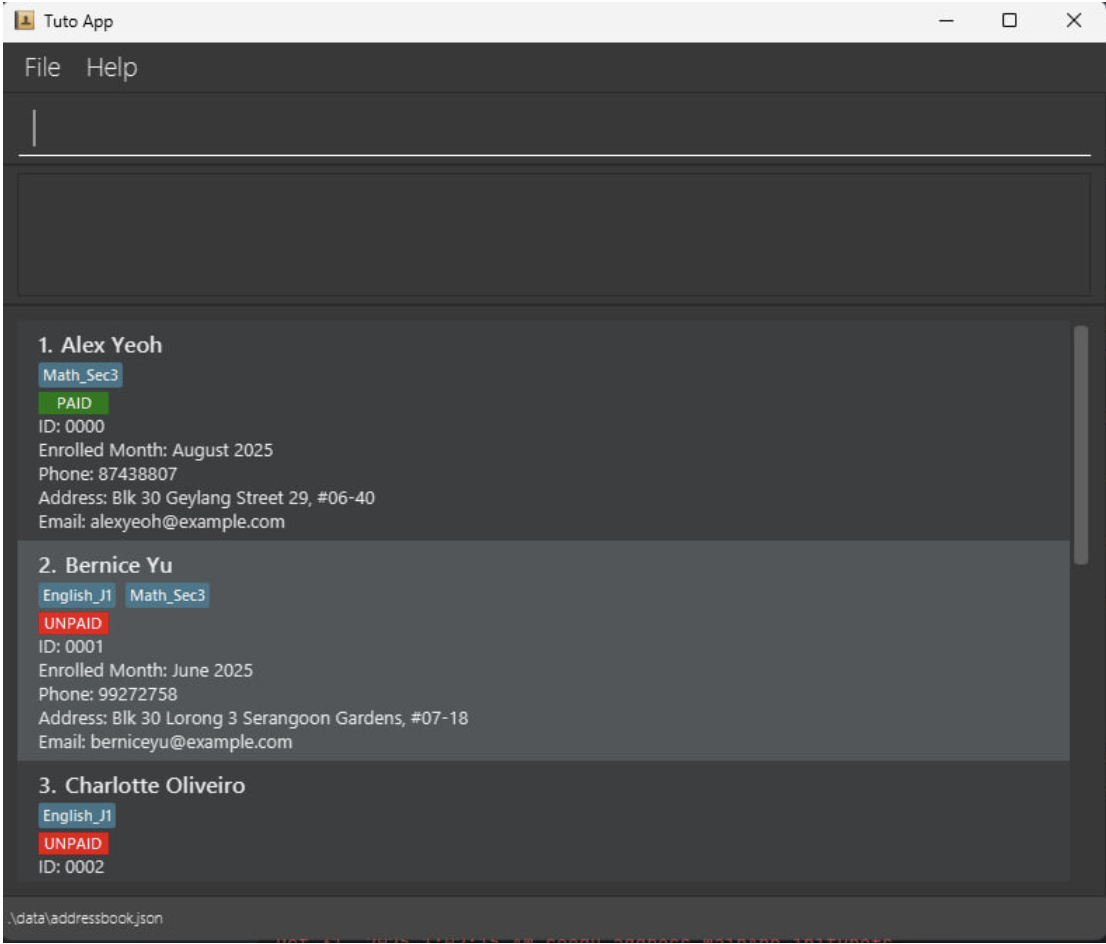 Tuto App
File Help
1. Alex Yeoh
Math_Sec3
PAID
ID: 0000
Enrolled Month: August 2025
Phone: 87438807
Address: Blk 30 Geylang Street 29, #06-40
Email: alexyeoh@example.com
2. Bernice Yu
English_J1 Math_Sec3
UNPAID
ID: 0001
Enrolled Month: June 2025
Phone: 99272758
Address: Blk 30 Lorong 3 Serangoon Gardens, #07-18
Email: berniceyu@example.com
3. Charlotte Oliveiro
English_J1
UNPAID
ID: 0002
.\data\addressbook.json